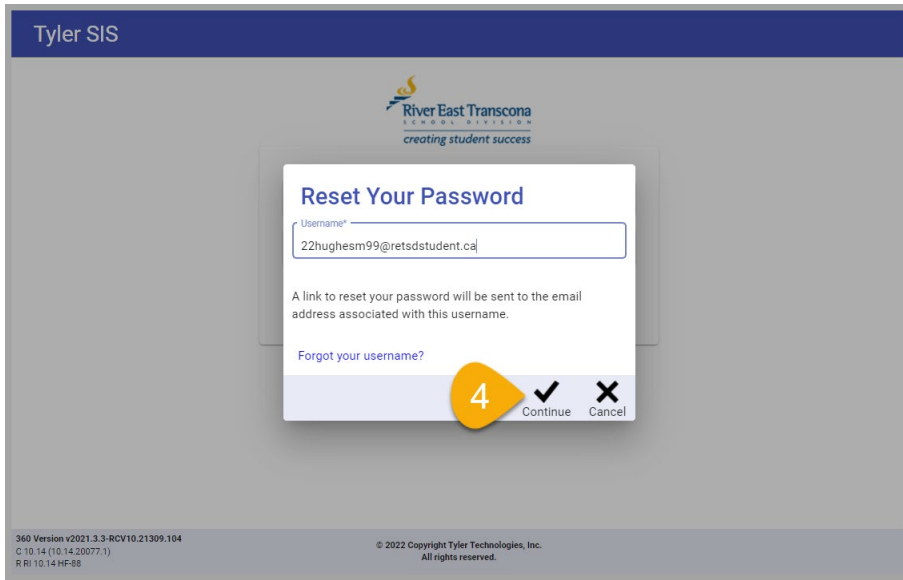 Tyler SIS
River East Transcona
SCHOOL DIVISION
creating student success
Reset Your Password
Username*
22hughesm99@retsdstudent.ca
A link to reset your password will be sent to the email
address associated with this username.
Forgot your username?
4
Continue Cancel
360 Version v2021.3.3-RCV10.21309.104
C 10.14 (10.14.20077.1)
R RI 10.14 HF-88
© 2022 Copyright Tyler Technologies, Inc.
All rights reserved.